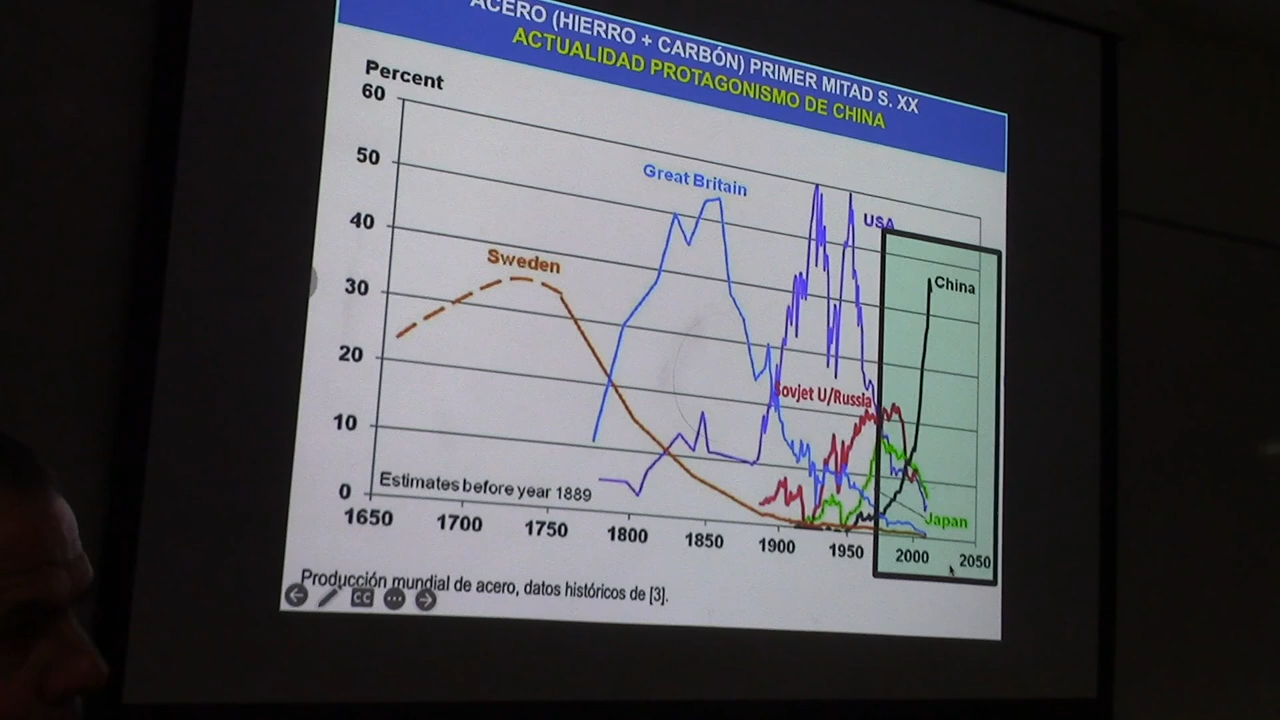 ACERO (HIERRO + CARBÓN) PRIMER MITAD S. XX
ACTUALIDAD PROTAGONISMO DE CHINA
Percent
60
50
40
30
20
10
0
Great Britain
USA
Sweden
China
Sovjet U/Russia
Japan
Estimates before year 1889
1650
1700
1750
1800
1850
1900
1950
2000
2050
Producción mundial de acero, datos históricos de [3].
CC